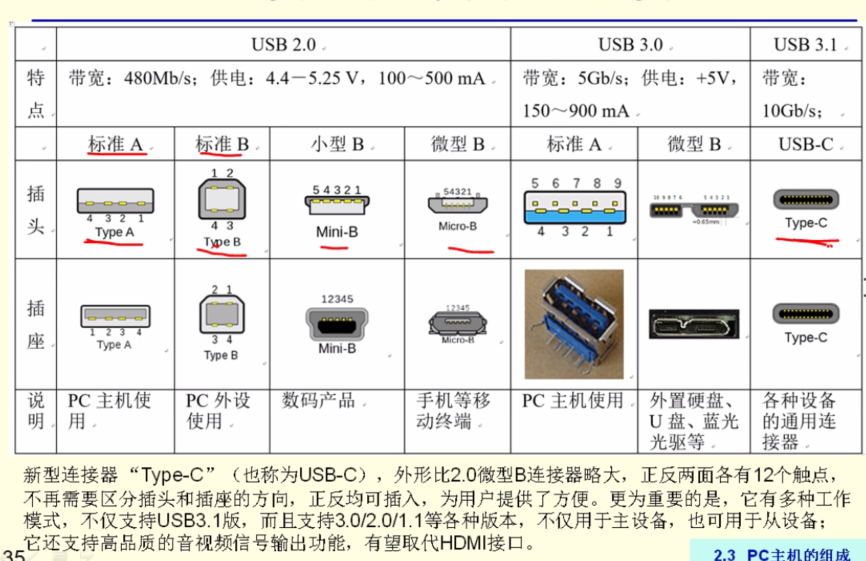 USB 2.0 USB 3.0 USB 3.1
特点 带宽：480Mb/s；供电：4.4－5.25 V，100～500 mA 带宽：5Gb/s；供电：+5V，150～900 mA 带宽：10Gb/s；
标准 A 标准 B 小型 B 微型 B 标准 A 微型 B USB-C
插头
4 3 2 1
Type A
1 2
4 3
Type B
5 4 3 2 1
Mini-B
54321
Micro-B
5 6 7 8 9
4 3 2 1
10 9 8 7 6 5 4 3 2 1
=0.65mm
Type-C
插座
1 2 3 4
Type A
2 1
3 4
Type B
12345
Mini-B
12345
Micro-B
Type-C
说明 PC 主机使用 PC 外设使用 数码产品 手机等移动终端 PC 主机使用 外置硬盘、U 盘、蓝光光驱等 各种设备的通用连接器
新型连接器“Type-C”（也称为USB-C），外形比2.0微型B连接器略大，正反两面各有12个触点，
不再需要区分插头和插座的方向，正反均可插入，为用户提供了方便。更为重要的是，它有多种工作
模式，不仅支持USB3.1版，而且支持3.0/2.0/1.1等各种版本，不仅用于主设备，也可用于从设备；
它还支持高品质的音视频信号输出功能，有望取代HDMI接口。
35
2.3 PC主机的组成